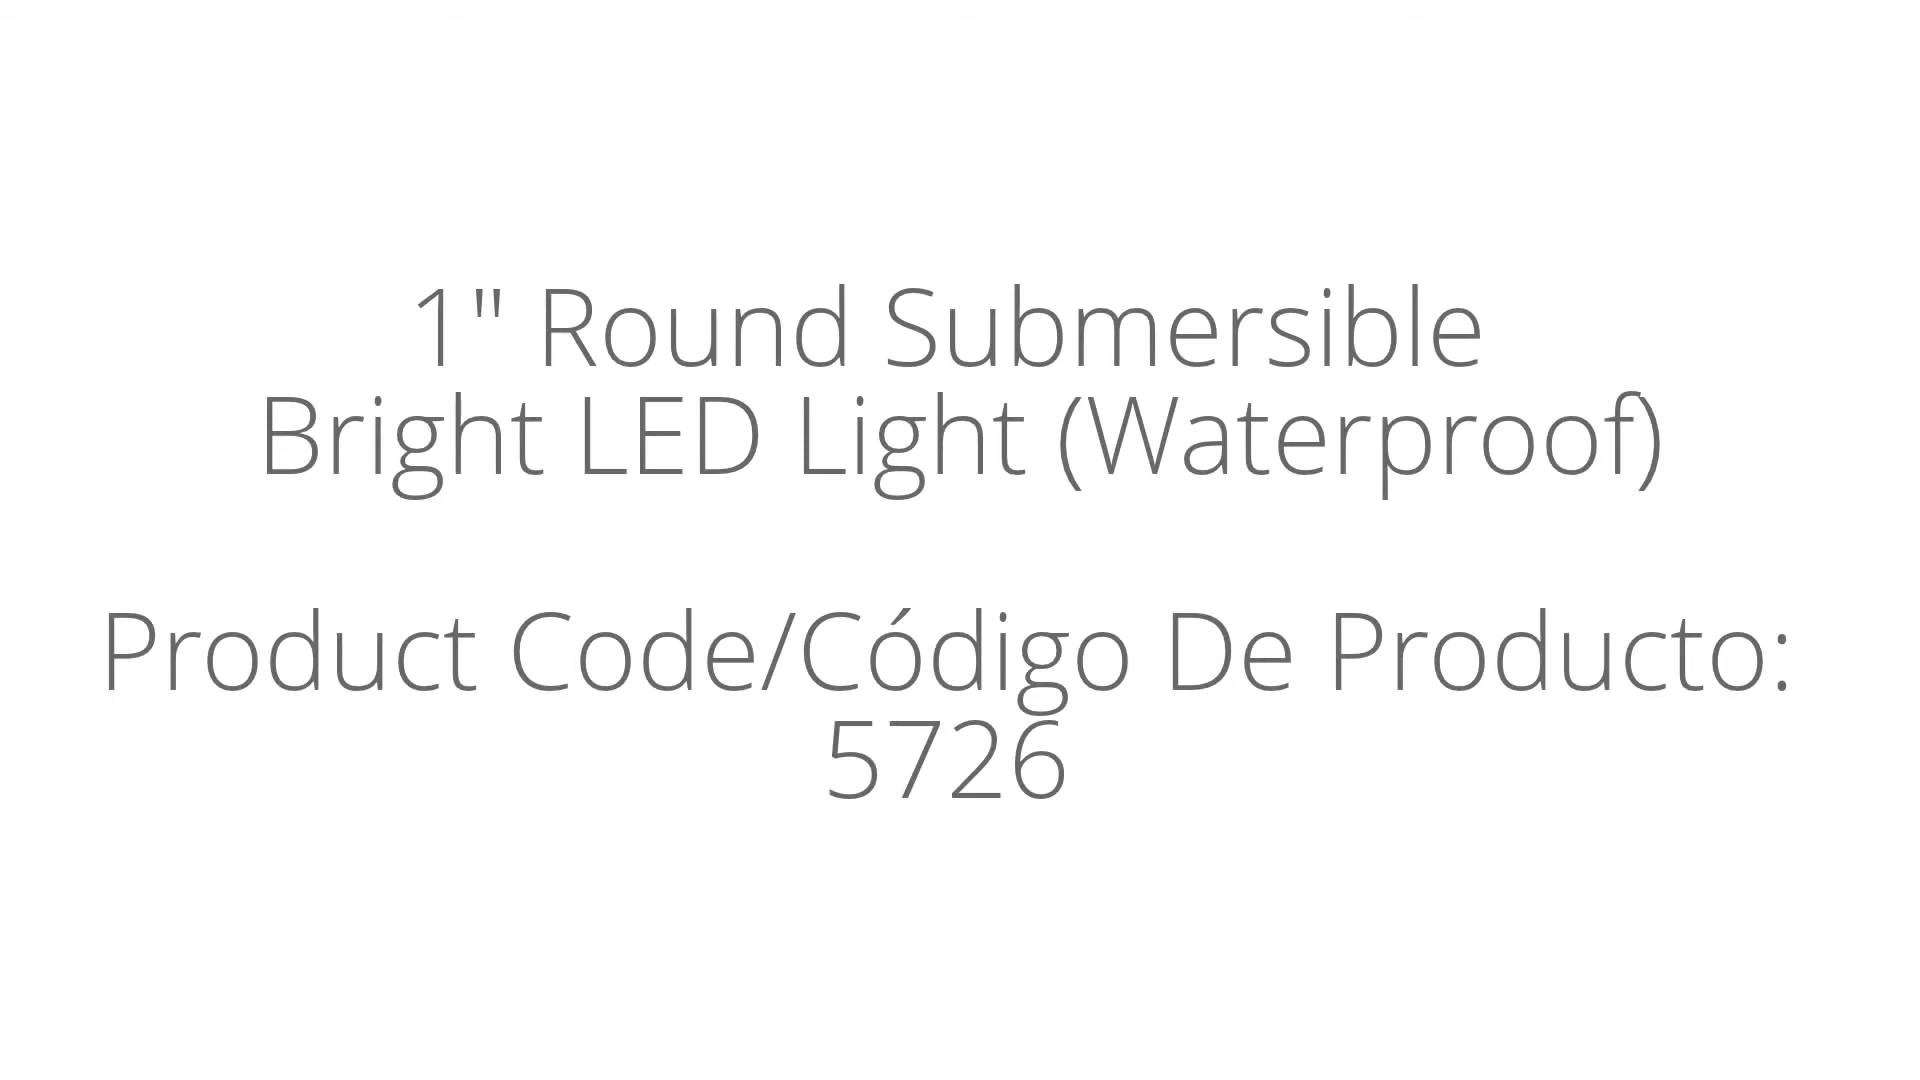 1" Round Submersible
Bright LED Light (Waterproof)
Product Code/Código De Producto:
5726